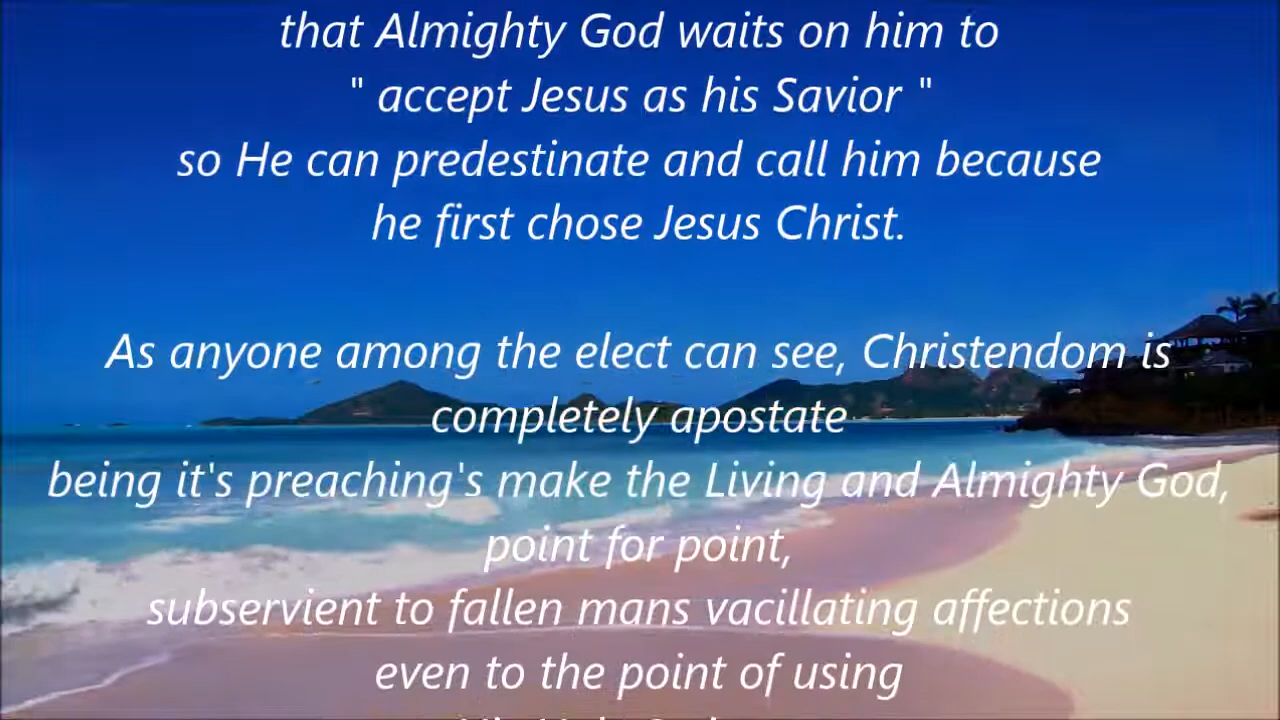 that Almighty God waits on him to
" accept Jesus as his Savior "
so He can predestinate and call him because
he first chose Jesus Christ.
As anyone among the elect can see, Christendom is
completely apostate
being it's preaching's make the Living and Almighty God,
point for point,
subservient to fallen mans vacillating affections
even to the point of using